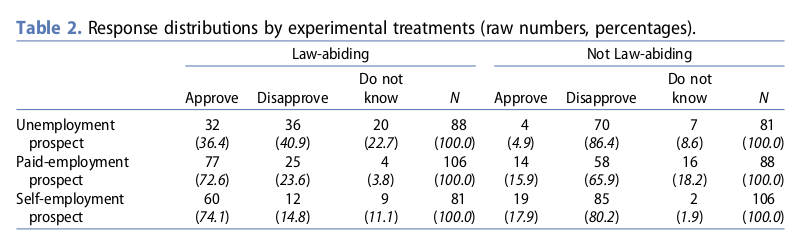 Table 2. Response distributions by experimental treatments (raw numbers, percentages).
Law-abiding Not Law-abiding
Approve Disapprove Do not know N Approve Disapprove Do not know N
Unemployment 32 36 20 88 4 70 7 81
prospect (36.4) (40.9) (22.7) (100.0) (4.9) (86.4) (8.6) (100.0)
Paid-employment 77 25 4 106 14 58 16 88
prospect (72.6) (23.6) (3.8) (100.0) (15.9) (65.9) (18.2) (100.0)
Self-employment 60 12 9 81 19 85 2 106
prospect (74.1) (14.8) (11.1) (100.0) (17.9) (80.2) (1.9) (100.0)